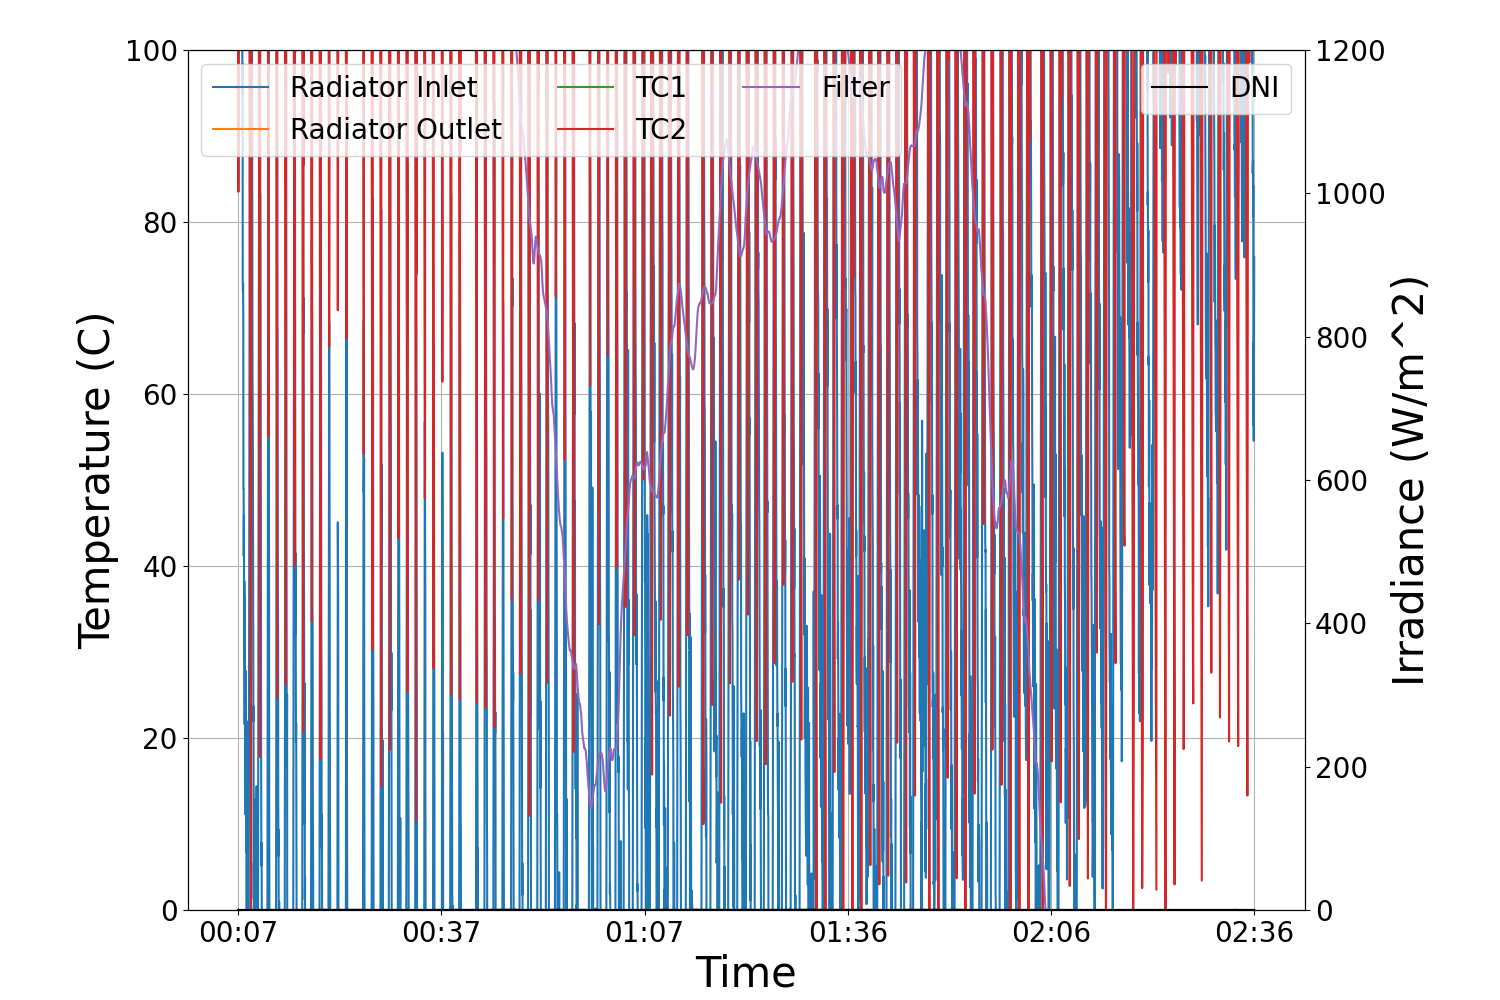 100
80
60
40
20
0
Temperature (C)
Radiator Inlet
Radiator Outlet
TC1
TC2
Filter
DNI
1200
1000
800
600
400
200
0
Irradiance (W/m^2)
00:07
00:37
01:07
01:36
02:06
02:36
Time